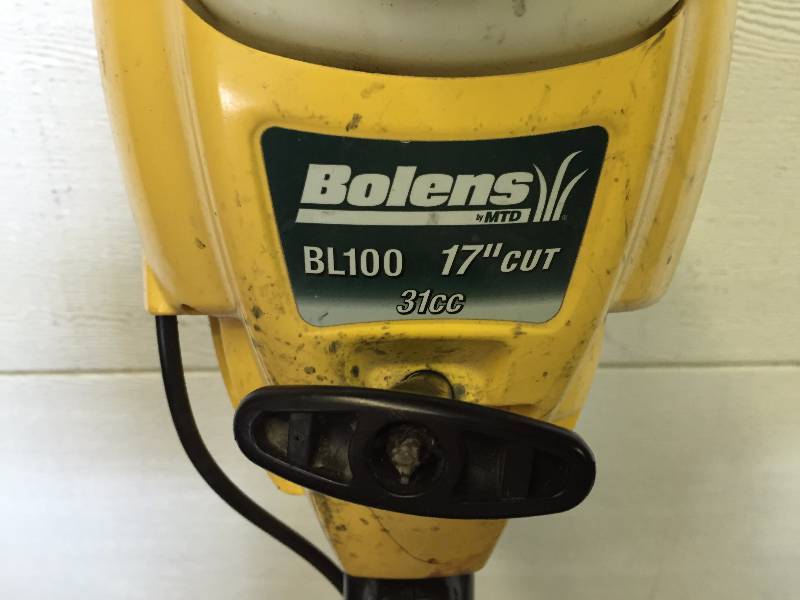 Bolens
by MTD
BL100 17" CUT
31cc